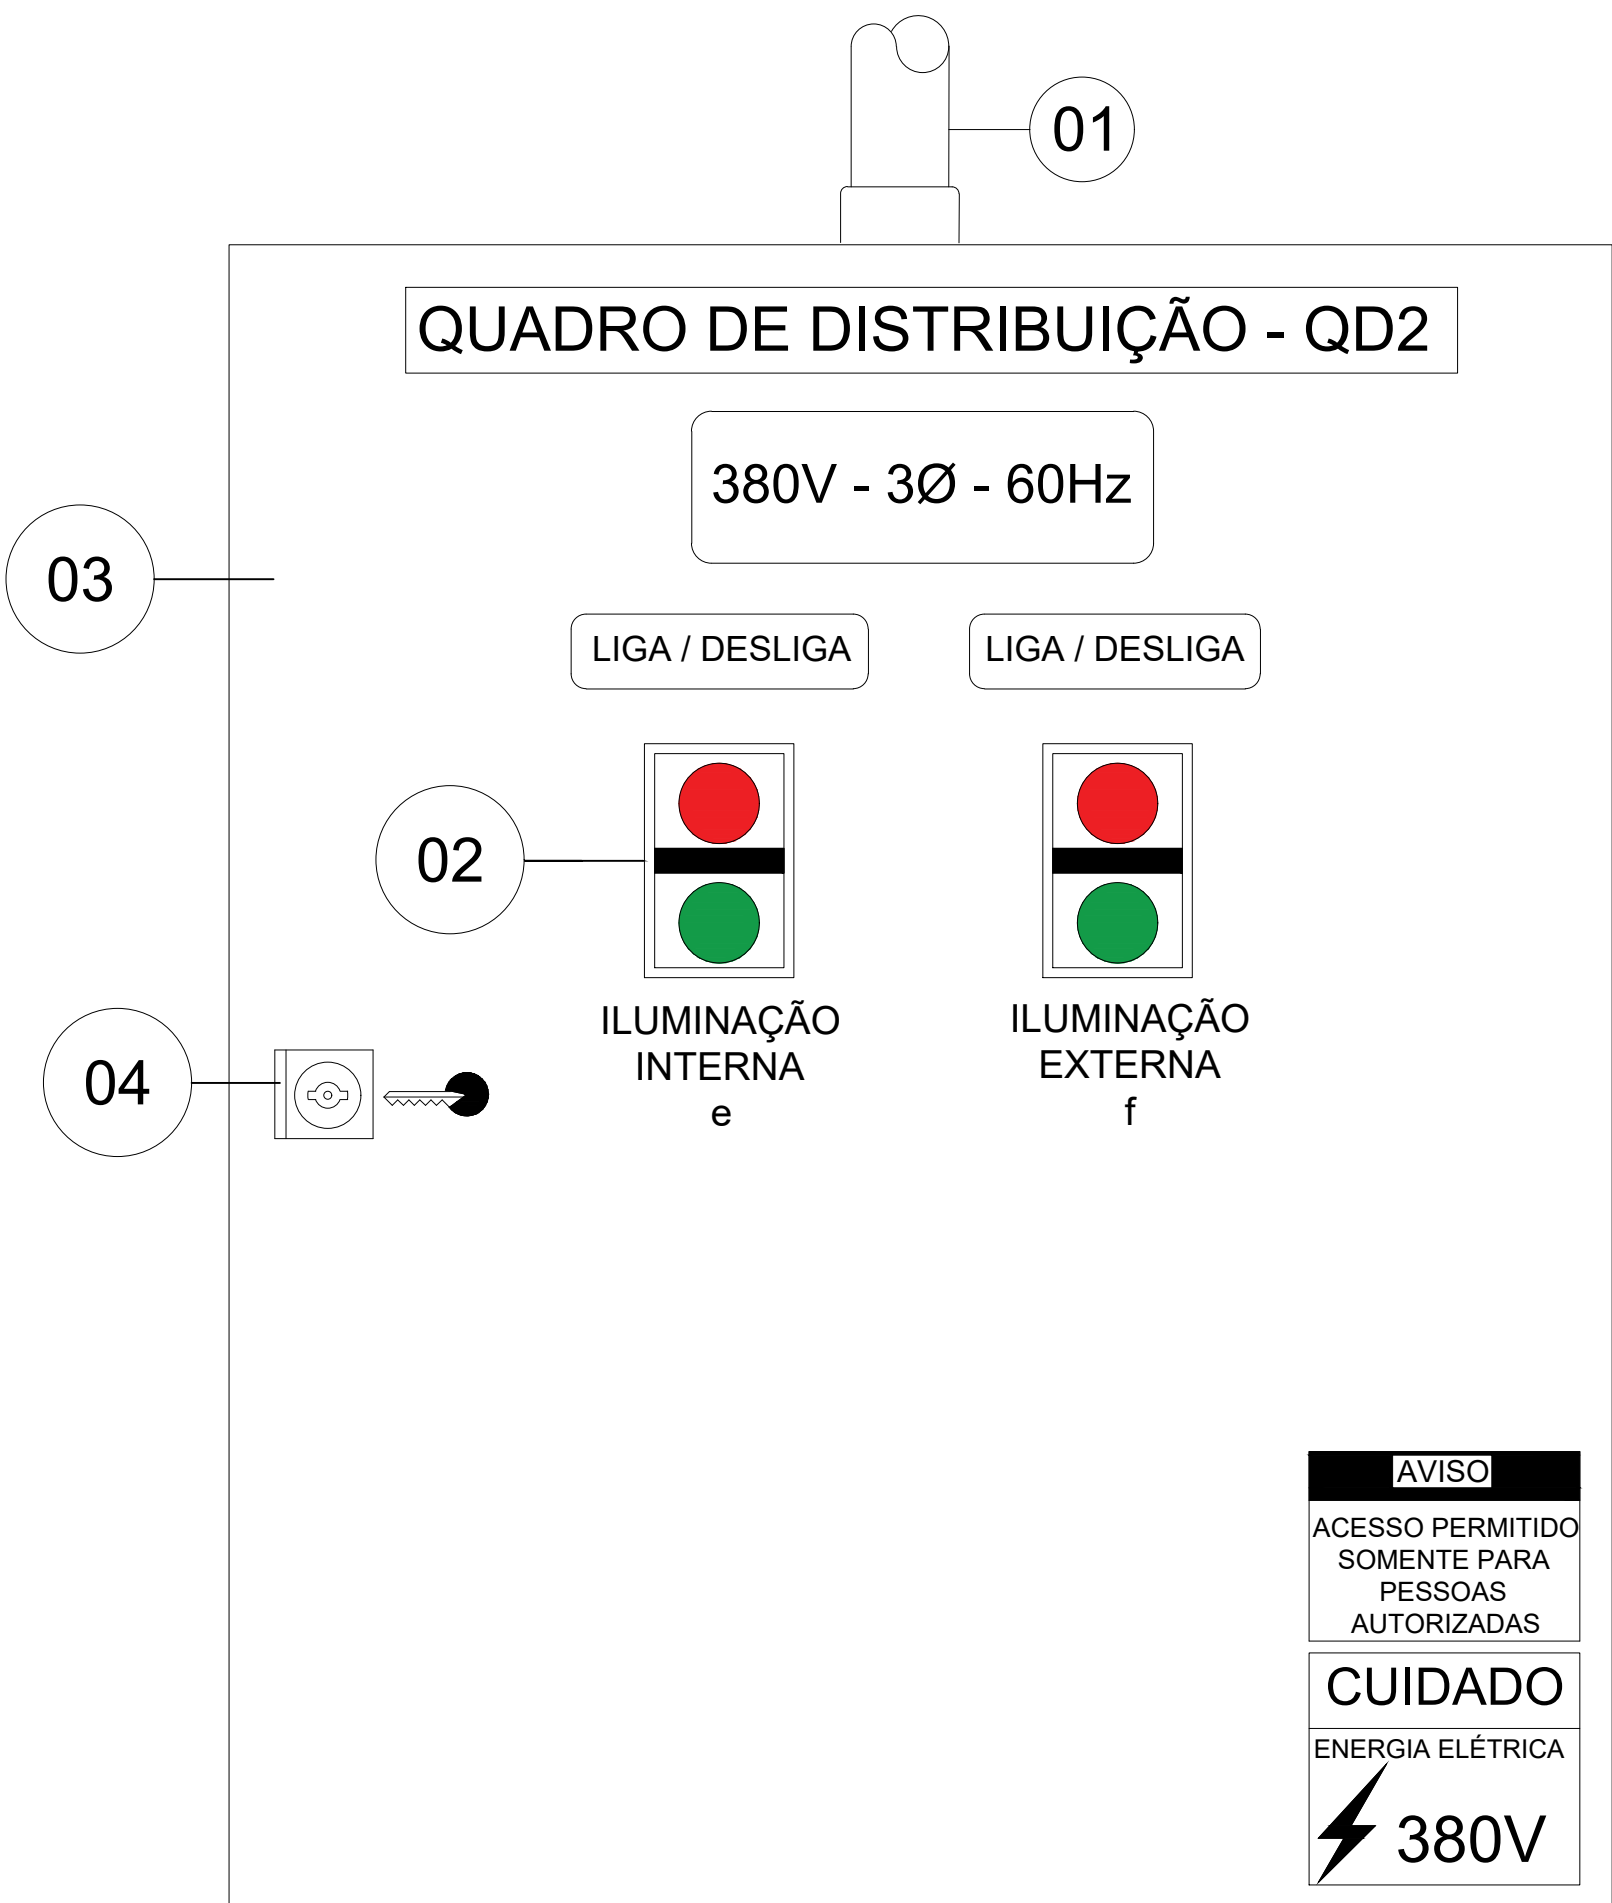 01
QUADRO DE DISTRIBUIÇÃO - QD2
380V - 3Ø - 60Hz
03
LIGA / DESLIGA
LIGA / DESLIGA
02
ILUMINAÇÃO
INTERNA
e
ILUMINAÇÃO
EXTERNA
f
04
AVISO
ACESSO PERMITIDO
SOMENTE PARA
PESSOAS
AUTORIZADAS
CUIDADO
ENERGIA ELÉTRICA
380V